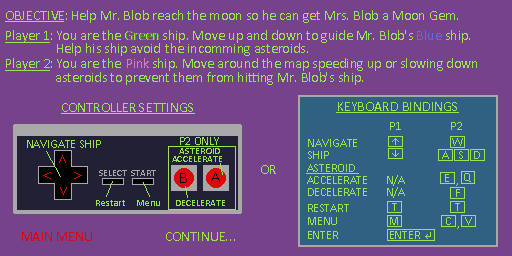 OBJECTIVE: Help Mr. Blob reach the moon so he can get Mrs. Blob a Moon Gem.
Player 1: You are the Green ship. Move up and down to guide Mr. Blob's Blue ship.
Help his ship avoid the incomming asteroids.
Player 2: You are the Pink ship. Move around the map speeding up or slowing down
asteroids to prevent them from hitting Mr. Blob's ship.
CONTROLLER SETTINGS
NAVIGATE SHIP
SELECT START
Restart Menu
P2 ONLY
ASTEROID
ACCELERATE
B A
DECELERATE
OR
KEYBOARD BINDINGS
P1 P2
NAVIGATE ↑ W
SHIP ↓ A S D
ASTEROID
ACCELERATE N/A E Q
DECELERATE N/A F
RESTART T T
MENU M C , V
ENTER ENTER ↵
MAIN MENU CONTINUE...